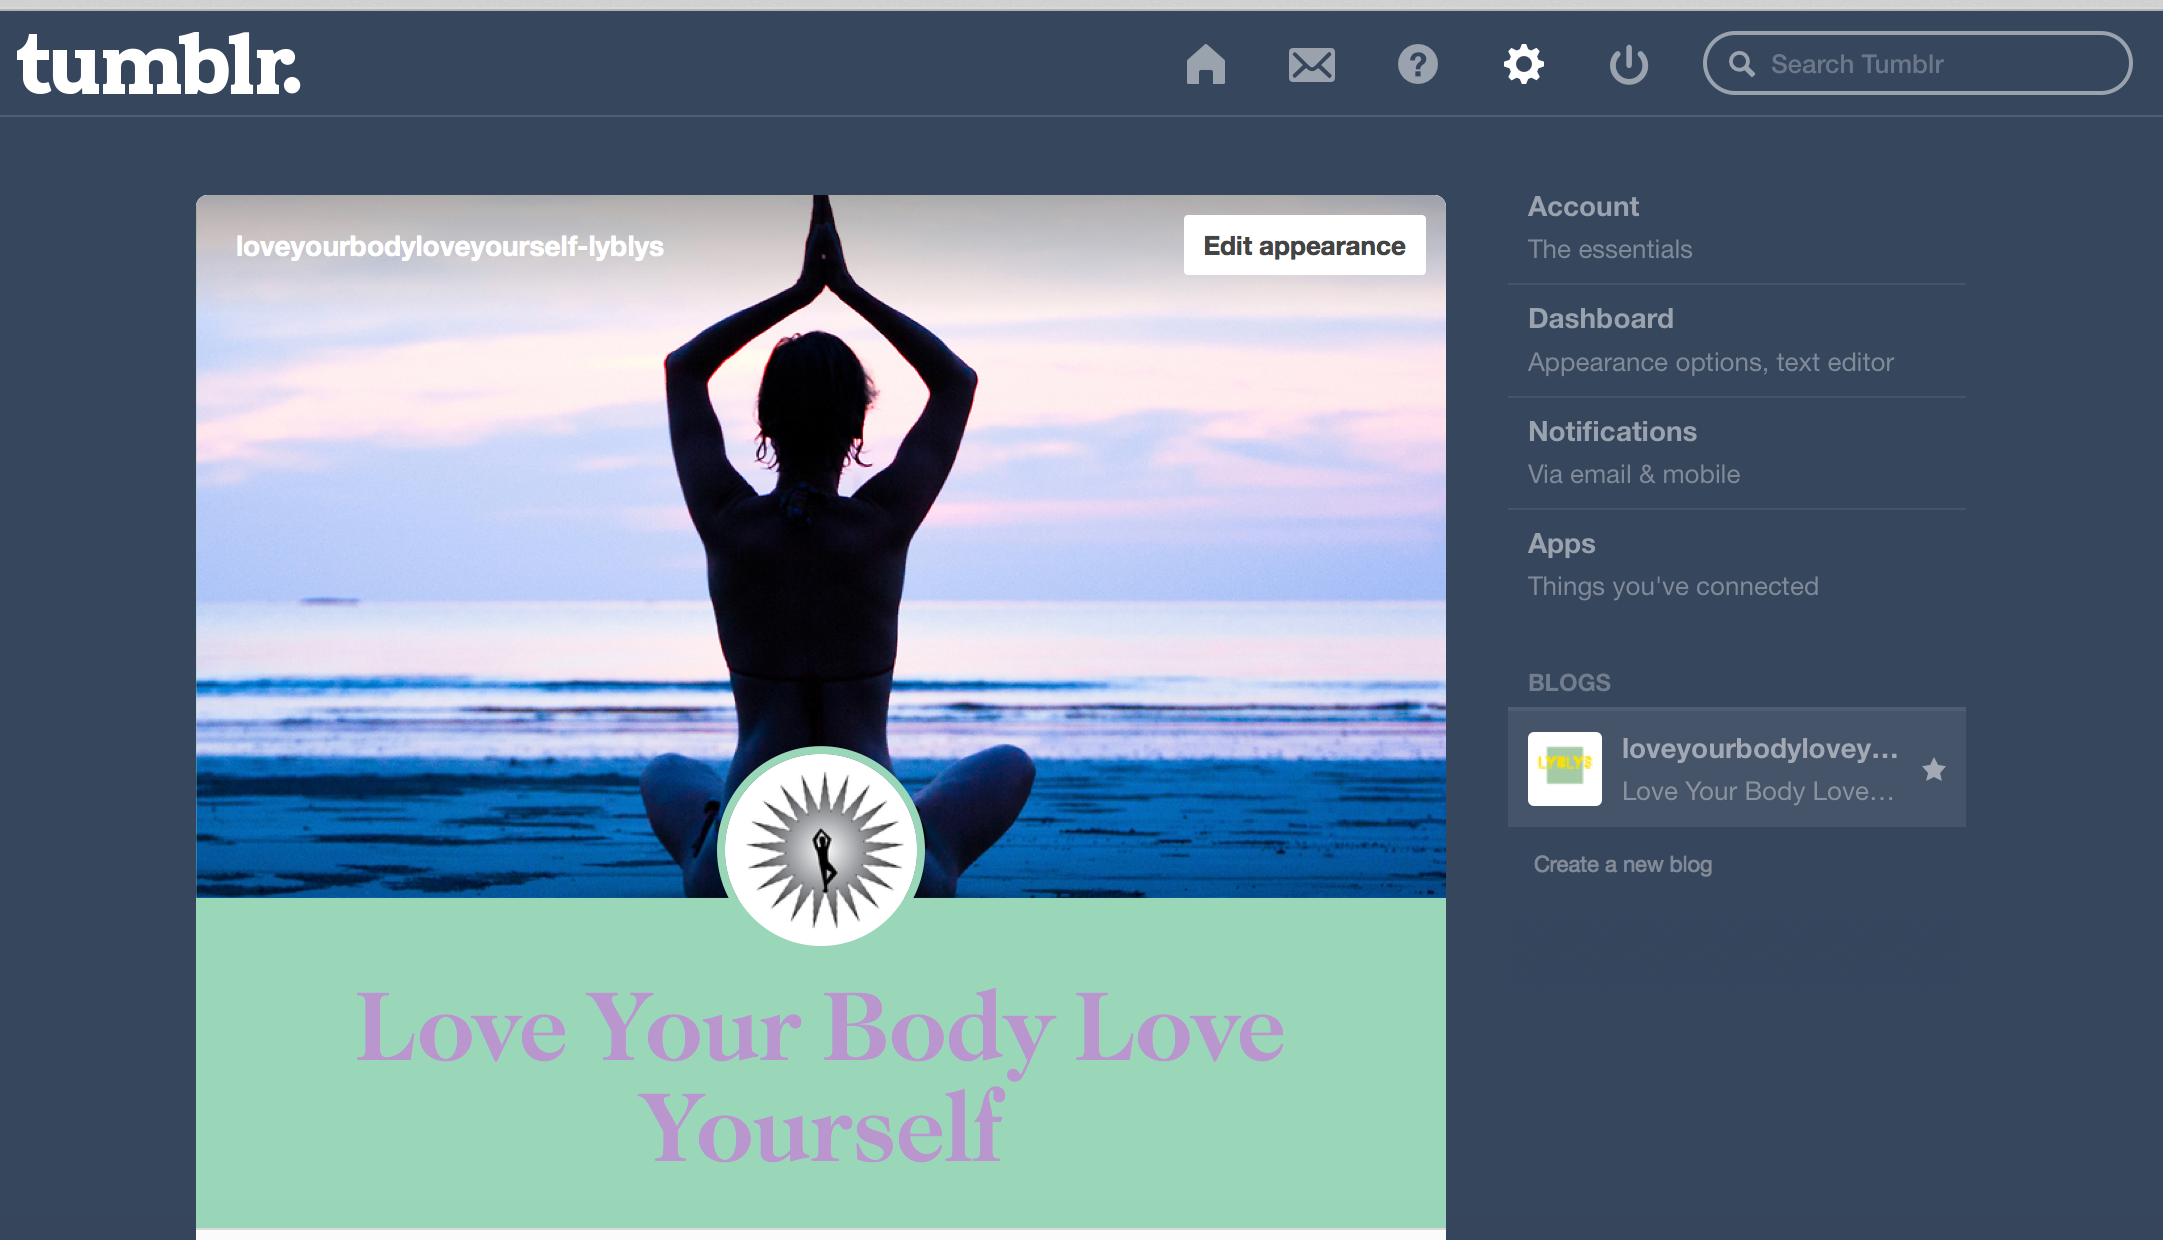 tumblr.
Search Tumblr
loveyourbodyloveyourself-lyblys
Edit appearance
Love Your Body Love
Yourself
Account
The essentials
Dashboard
Appearance options, text editor
Notifications
Via email & mobile
Apps
Things you've connected
BLOGS
LYBLYS
loveyourbodylovey...
Love Your Body Love...
Create a new blog